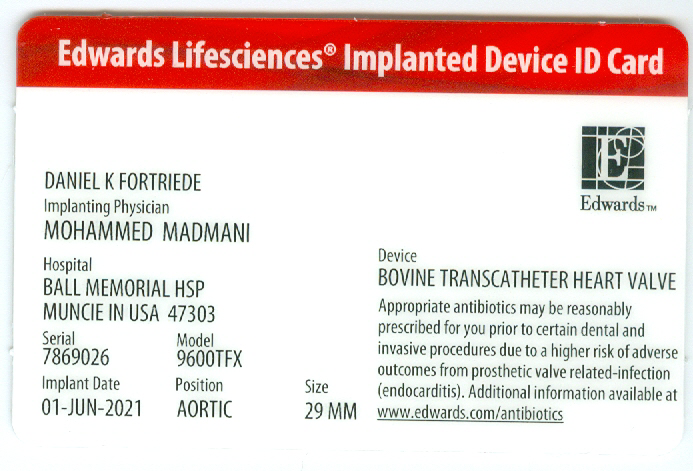 Edwards Lifesciences® Implanted Device ID Card
E
Edwards™
DANIEL K FORTRIEDE
Implanting Physician
MOHAMMED MADMANI
Hospital
BALL MEMORIAL HSP
MUNCIE IN USA 47303
Serial Model
7869026 9600TFX
Implant Date Position Size
01-JUN-2021 AORTIC 29 MM
Device
BOVINE TRANSCATHETER HEART VALVE
Appropriate antibiotics may be reasonably
prescribed for you prior to certain dental and
invasive procedures due to a higher risk of adverse
outcomes from prosthetic valve related-infection
(endocarditis). Additional information available at
www.edwards.com/antibiotics